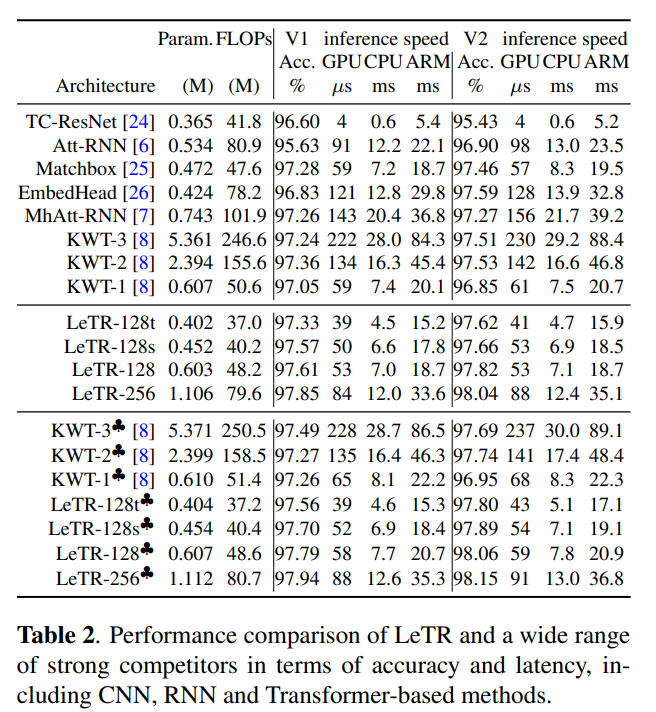 Param. FLOPs V1 inference speed V2 inference speed
Acc. GPU CPU ARM Acc. GPU CPU ARM
Architecture (M) (M) % μs ms ms % μs ms ms
TC-ResNet [24] 0.365 41.8 96.60 4 0.6 5.4 95.43 4 0.6 5.2
Att-RNN [6] 0.534 80.9 95.63 91 12.2 22.1 96.90 98 13.0 23.5
Matchbox [25] 0.472 47.6 97.28 59 7.2 18.7 97.46 57 8.3 19.5
EmbedHead [26] 0.424 78.2 96.83 121 12.8 29.8 97.59 128 13.9 32.8
MhAtt-RNN [7] 0.743 101.9 97.26 143 20.4 36.8 97.27 156 21.7 39.2
KWT-3 [8] 5.361 246.6 97.24 222 28.0 84.3 97.51 230 29.2 88.4
KWT-2 [8] 2.394 155.6 97.36 134 16.3 45.4 97.53 142 16.6 46.8
KWT-1 [8] 0.607 50.6 97.05 59 7.4 20.1 96.85 61 7.5 20.7
LeTR-128t 0.402 37.0 97.33 39 4.5 15.2 97.62 41 4.7 15.9
LeTR-128s 0.452 40.2 97.57 50 6.6 17.8 97.66 53 6.9 18.5
LeTR-128 0.603 48.2 97.61 53 7.0 18.7 97.82 53 7.1 18.7
LeTR-256 1.106 79.6 97.85 84 12.0 33.6 98.04 88 12.4 35.1
KWT-3♣ [8] 5.371 250.5 97.49 228 28.7 86.5 97.69 237 30.0 89.1
KWT-2♣ [8] 2.399 158.5 97.27 135 16.4 46.3 97.74 141 17.4 48.4
KWT-1♣ [8] 0.610 51.4 97.26 65 8.1 22.2 96.95 68 8.3 22.3
LeTR-128t♣ 0.404 37.2 97.56 39 4.6 15.3 97.80 43 5.1 17.1
LeTR-128s♣ 0.454 40.4 97.70 52 6.9 18.4 97.89 54 7.1 19.1
LeTR-128♣ 0.607 48.6 97.79 58 7.7 20.7 98.06 59 7.8 20.9
LeTR-256♣ 1.112 80.7 97.94 88 12.6 35.3 98.15 91 13.0 36.8
Table 2. Performance comparison of LeTR and a wide range
of strong competitors in terms of accuracy and latency, in-
cluding CNN, RNN and Transformer-based methods.